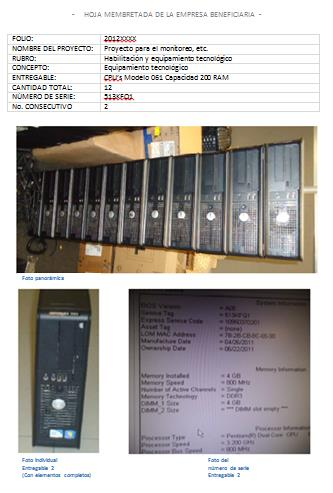 - HOJA MEMBRETADA DE LA EMPRESA BENEFICIARIA -
FOLIO: 2012XXXX
NOMBRE DEL PROYECTO: Proyecto para el monitoreo, etc.
RUBRO: Habilitación y equipamiento tecnológico
CONCEPTO: Equipamiento tecnológico
ENTREGABLE: CPU's Modelo 061 Capacidad 200 RAM
CANTIDAD TOTAL: 12
NÚMERO DE SERIE: 513KFQ1
No. CONSECUTIVO 2
Foto panorámica
System Information
BIOS Version = A06
Service Tag = 513KFQ1
Express Service Code
Asset Tag = (none)
LOM MAC Address
Manufacture Date = 04/26/2011
Ownership Date = 06/22/2011
Memory Information
Memory Installed = 4 GB
Memory Speed = 800 MHz
Number of Active Channels = Single
Memory Technology = DDR3
DIMM_1 Size = 4 GB
DIMM_2 Size = *** DIMM slot empty ***
Processor Information
Processor Type = Pentium(R) Dual Core CPU
Processor Speed = 3.200 GHz
Processor Bus Speed = 800 MHz
Foto Individual
Entregable 2
(Con elementos completos)
Foto del
número de serie
Entregable 2